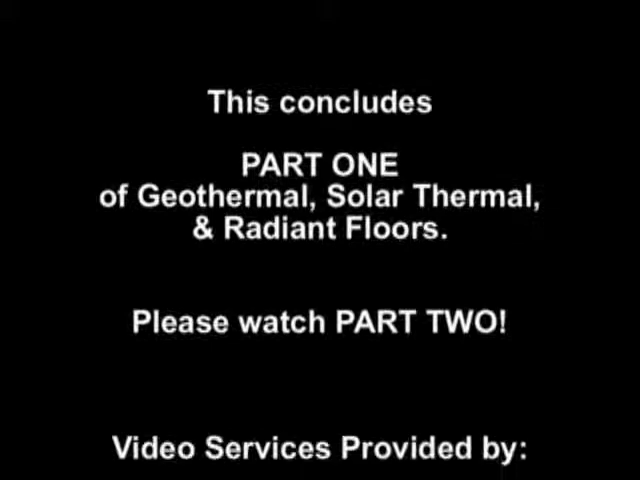 This concludes
PART ONE
of Geothermal, Solar Thermal,
& Radiant Floors.
Please watch PART TWO!
Video Services Provided by: